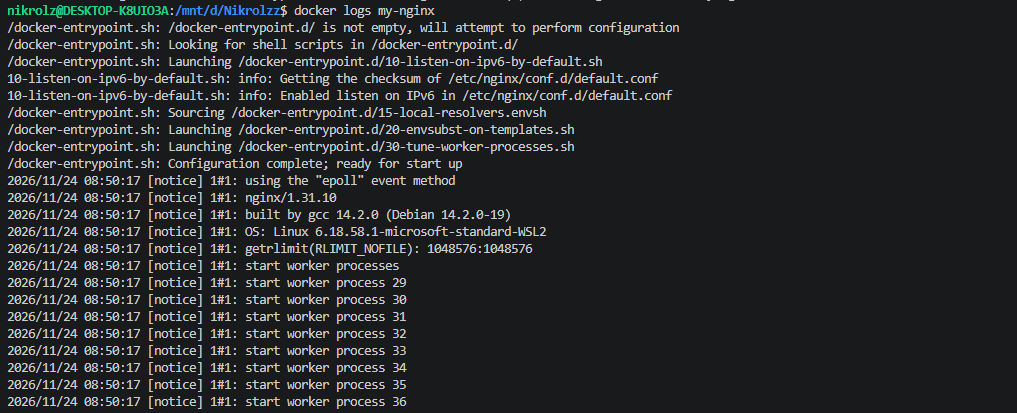 nikrolz@DESKTOP-K8UIO3A:/mnt/d/Nikrolzz$ docker logs my-nginx
/docker-entrypoint.sh: /docker-entrypoint.d/ is not empty, will attempt to perform configuration
/docker-entrypoint.sh: Looking for shell scripts in /docker-entrypoint.d/
/docker-entrypoint.sh: Launching /docker-entrypoint.d/10-listen-on-ipv6-by-default.sh
10-listen-on-ipv6-by-default.sh: info: Getting the checksum of /etc/nginx/conf.d/default.conf
10-listen-on-ipv6-by-default.sh: info: Enabled listen on IPv6 in /etc/nginx/conf.d/default.conf
/docker-entrypoint.sh: Sourcing /docker-entrypoint.d/15-local-resolvers.envsh
/docker-entrypoint.sh: Launching /docker-entrypoint.d/20-envsubst-on-templates.sh
/docker-entrypoint.sh: Launching /docker-entrypoint.d/30-tune-worker-processes.sh
/docker-entrypoint.sh: Configuration complete; ready for start up
2026/11/24 08:50:17 [notice] 1#1: using the "epoll" event method
2026/11/24 08:50:17 [notice] 1#1: nginx/1.31.10
2026/11/24 08:50:17 [notice] 1#1: built by gcc 14.2.0 (Debian 14.2.0-19)
2026/11/24 08:50:17 [notice] 1#1: OS: Linux 6.18.58.1-microsoft-standard-WSL2
2026/11/24 08:50:17 [notice] 1#1: getrlimit(RLIMIT_NOFILE): 1048576:1048576
2026/11/24 08:50:17 [notice] 1#1: start worker processes
2026/11/24 08:50:17 [notice] 1#1: start worker process 29
2026/11/24 08:50:17 [notice] 1#1: start worker process 30
2026/11/24 08:50:17 [notice] 1#1: start worker process 31
2026/11/24 08:50:17 [notice] 1#1: start worker process 32
2026/11/24 08:50:17 [notice] 1#1: start worker process 33
2026/11/24 08:50:17 [notice] 1#1: start worker process 34
2026/11/24 08:50:17 [notice] 1#1: start worker process 35
2026/11/24 08:50:17 [notice] 1#1: start worker process 36